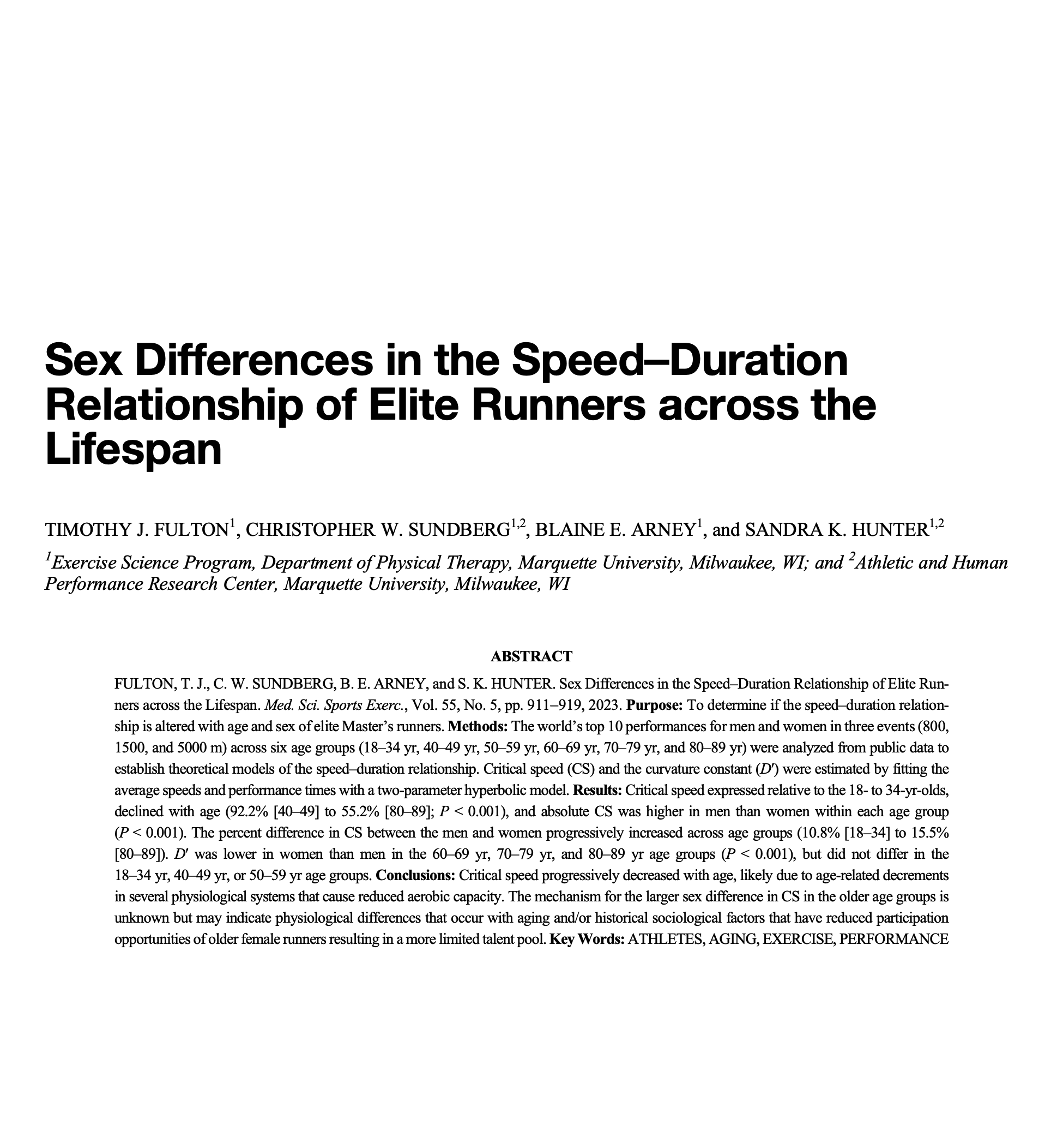 Sex Differences in the Speed–Duration
Relationship of Elite Runners across the
Lifespan
TIMOTHY J. FULTON1, CHRISTOPHER W. SUNDBERG1,2, BLAINE E. ARNEY1, and SANDRA K. HUNTER1,2
1Exercise Science Program, Department of Physical Therapy, Marquette University, Milwaukee, WI; and 2Athletic and Human
Performance Research Center, Marquette University, Milwaukee, WI
ABSTRACT
FULTON, T. J., C. W. SUNDBERG, B. E. ARNEY, and S. K. HUNTER. Sex Differences in the Speed–Duration Relationship of Elite Run-
ners across the Lifespan. Med. Sci. Sports Exerc., Vol. 55, No. 5, pp. 911–919, 2023. Purpose: To determine if the speed–duration relation-
ship is altered with age and sex of elite Master's runners. Methods: The world's top 10 performances for men and women in three events (800,
1500, and 5000 m) across six age groups (18–34 yr, 40–49 yr, 50–59 yr, 60–69 yr, 70–79 yr, and 80–89 yr) were analyzed from public data to
establish theoretical models of the speed–duration relationship. Critical speed (CS) and the curvature constant (D′) were estimated by fitting the
average speeds and performance times with a two-parameter hyperbolic model. Results: Critical speed expressed relative to the 18- to 34-yr-olds,
declined with age (92.2% [40–49] to 55.2% [80–89]; P < 0.001), and absolute CS was higher in men than women within each age group
(P < 0.001). The percent difference in CS between the men and women progressively increased across age groups (10.8% [18–34] to 15.5%
[80–89]). D′ was lower in women than men in the 60–69 yr, 70–79 yr, and 80–89 yr age groups (P < 0.001), but did not differ in the
18–34 yr, 40–49 yr, or 50–59 yr age groups. Conclusions: Critical speed progressively decreased with age, likely due to age-related decrements
in several physiological systems that cause reduced aerobic capacity. The mechanism for the larger sex difference in CS in the older age groups is
unknown but may indicate physiological differences that occur with aging and/or historical sociological factors that have reduced participation
opportunities of older female runners resulting in a more limited talent pool. Key Words: ATHLETES, AGING, EXERCISE, PERFORMANCE